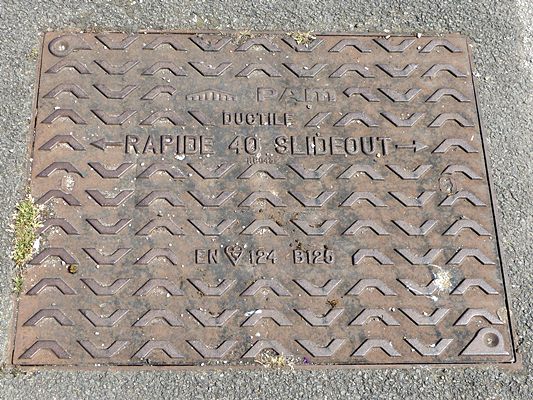 PAM
DUCTILE
←RAPIDE 40 SLIDEOUT→
EN 124 B125